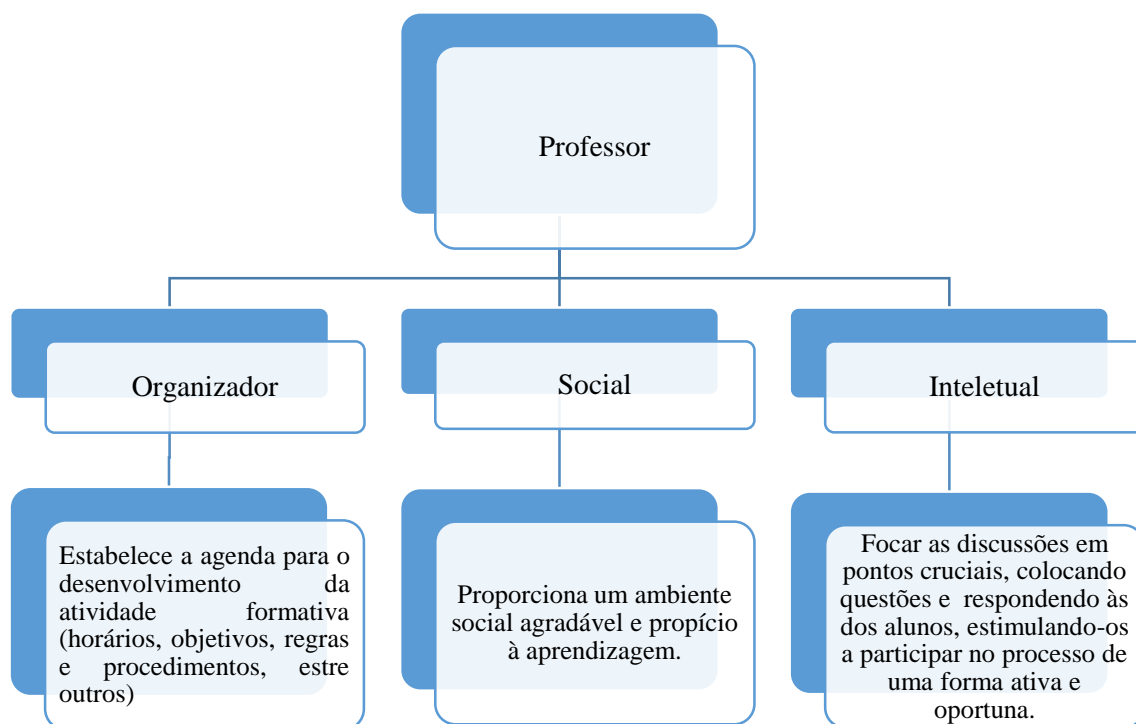 Professor
Organizador
Social
Inteletual
Estabelece a agenda para o
desenvolvimento da
atividade formativa
(horários, objetivos, regras
e procedimentos, estre
outros)
Proporciona um ambiente
social agradável e propício
à aprendizagem.
Focar as discussões em
pontos cruciais, colocando
questões e respondendo às
dos alunos, estimulando-os
a participar no processo de
uma forma ativa e
oportuna.